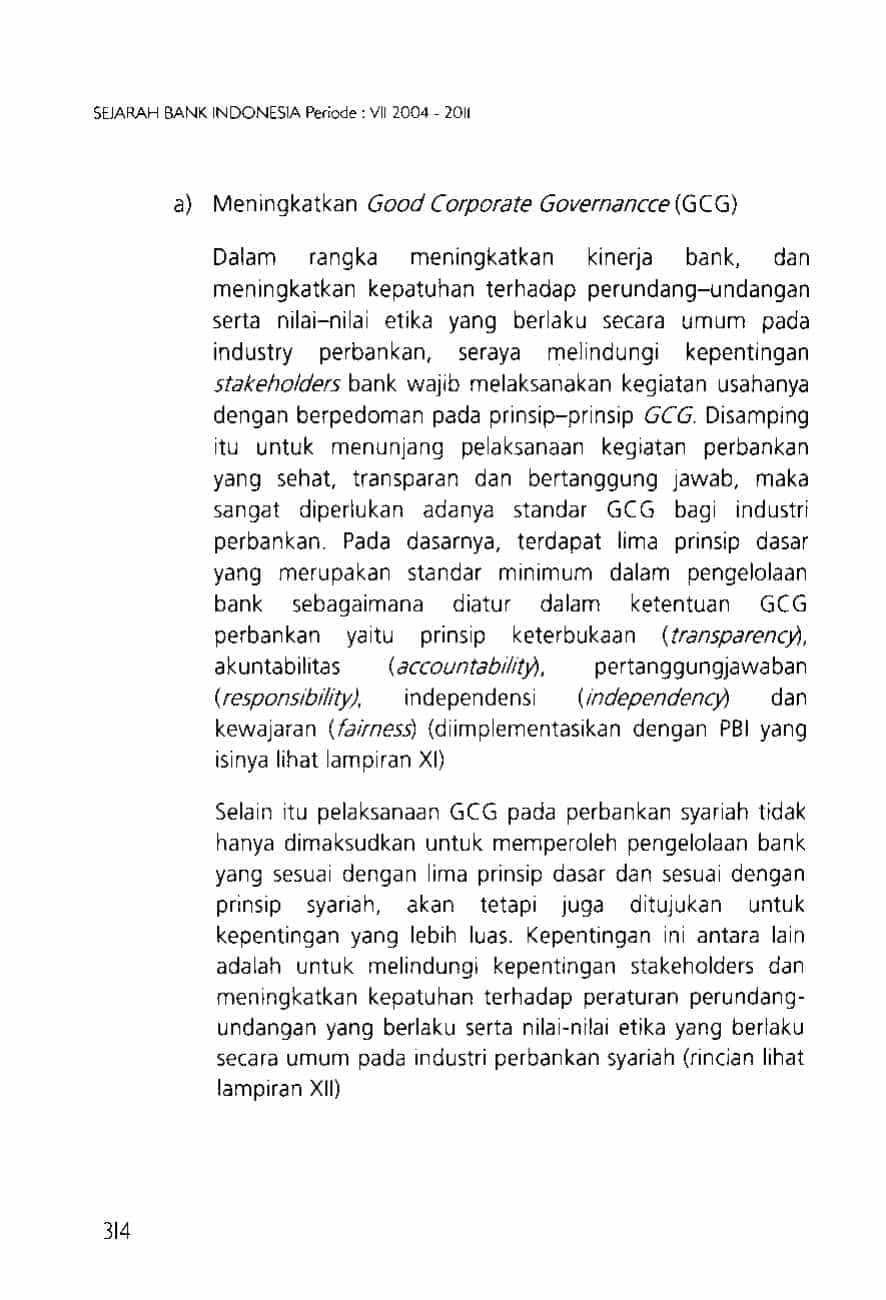 SEJARAH BANK INDONESIA Periode : VII 2004 - 2011
a) Meningkatkan Good Corporate Governancce (GCG)
Dalam rangka meningkatkan kinerja bank, dan
meningkatkan kepatuhan terhadap perundang–undangan
serta nilai–nilai etika yang berlaku secara umum pada
industry perbankan, seraya melindungi kepentingan
stakeholders bank wajib melaksanakan kegiatan usahanya
dengan berpedoman pada prinsip–prinsip GCG. Disamping
itu untuk menunjang pelaksanaan kegiatan perbankan
yang sehat, transparan dan bertanggung jawab, maka
sangat diperlukan adanya standar GCG bagi industri
perbankan. Pada dasarnya, terdapat lima prinsip dasar
yang merupakan standar minimum dalam pengelolaan
bank sebagaimana diatur dalam ketentuan GCG
perbankan yaitu prinsip keterbukaan (transparency),
akuntabilitas (accountability), pertanggungjawaban
(responsibility), independensi (independency) dan
kewajaran (fairness) (diimplementasikan dengan PBI yang
isinya lihat lampiran XI)
Selain itu pelaksanaan GCG pada perbankan syariah tidak
hanya dimaksudkan untuk memperoleh pengelolaan bank
yang sesuai dengan lima prinsip dasar dan sesuai dengan
prinsip syariah, akan tetapi juga ditujukan untuk
kepentingan yang lebih luas. Kepentingan ini antara lain
adalah untuk melindungi kepentingan stakeholders dan
meningkatkan kepatuhan terhadap peraturan perundang-
undangan yang berlaku serta nilai-nilai etika yang berlaku
secara umum pada industri perbankan syariah (rincian lihat
lampiran XII)
314